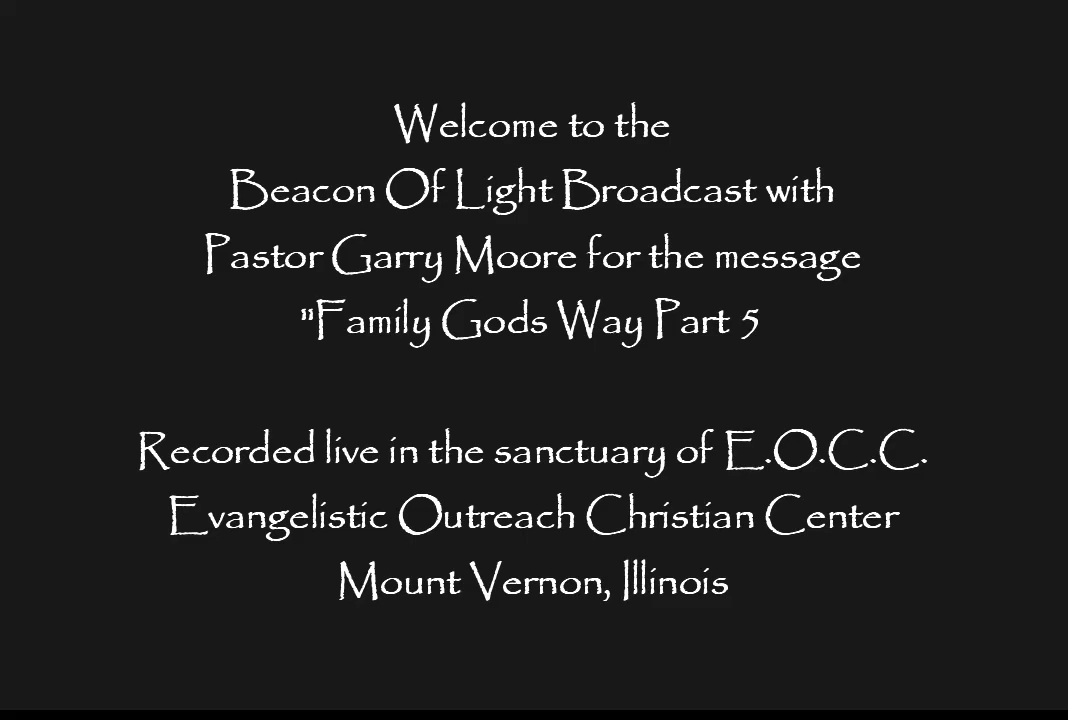 Welcome to the
Beacon Of Light Broadcast with
Pastor Garry Moore for the message
"Family Gods Way Part 5
Recorded live in the sanctuary of E.O.C.C.
Evangelistic Outreach Christian Center
Mount Vernon, Illinois